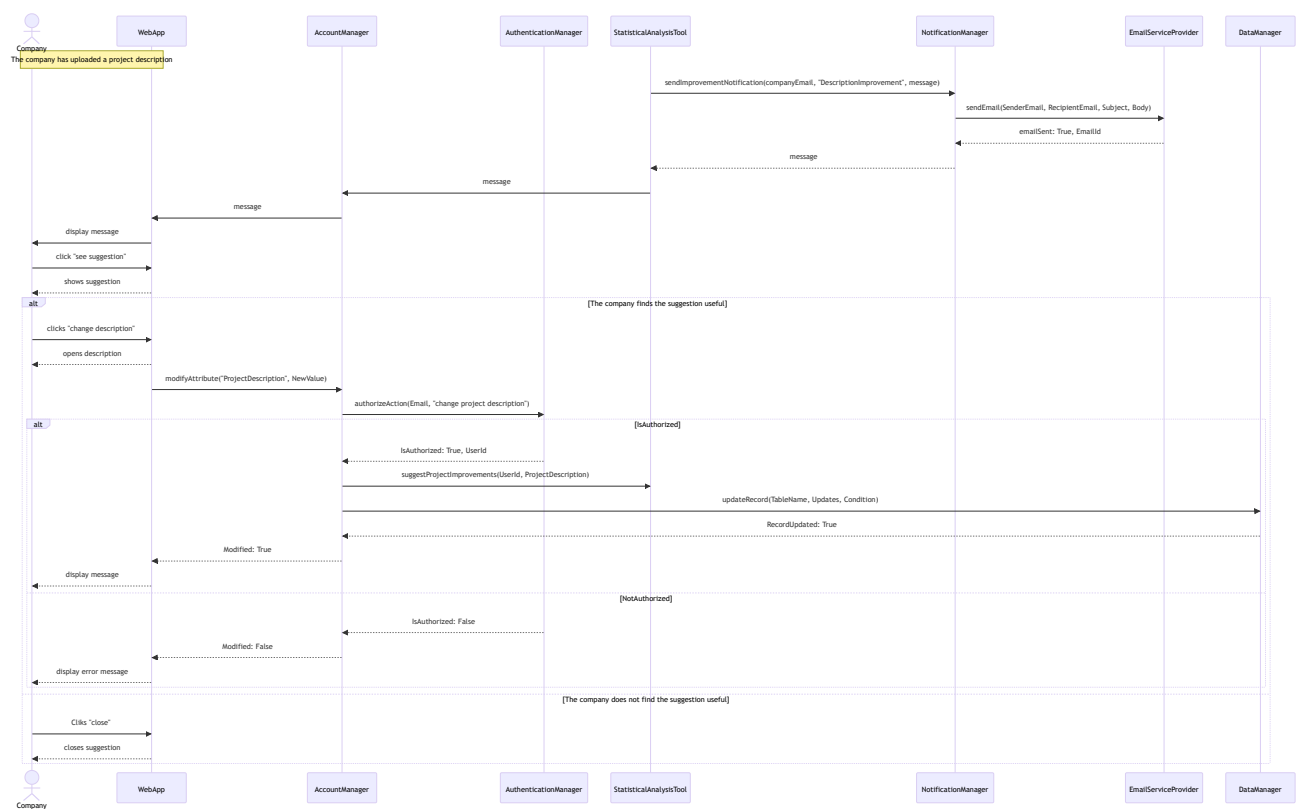 Company
WebApp
AccountManager
AuthenticationManager
StatisticalAnalysisTool
NotificationManager
EmailServiceProvider
DataManager
The company has uploaded a project description
sendImprovementNotification(companyEmail, "DescriptionImprovement", message)
sendEmail(SenderEmail, RecipientEmail, Subject, Body)
emailSent: True, EmailId
message
message
message
display message
click "see suggestion"
shows suggestion
alt
[The company finds the suggestion useful]
clicks "change description"
opens description
modifyAttribute("ProjectDescription", NewValue)
authorizeAction(Email, "change project description")
alt
[IsAuthorized]
IsAuthorized: True, UserId
suggestProjectImprovements(UserId, ProjectDescription)
updateRecord(TableName, Updates, Condition)
RecordUpdated: True
Modified: True
display message
[NotAuthorized]
IsAuthorized: False
Modified: False
display error message
[The company does not find the suggestion useful]
Cliks "close"
closes suggestion
Company
WebApp
AccountManager
AuthenticationManager
StatisticalAnalysisTool
NotificationManager
EmailServiceProvider
DataManager